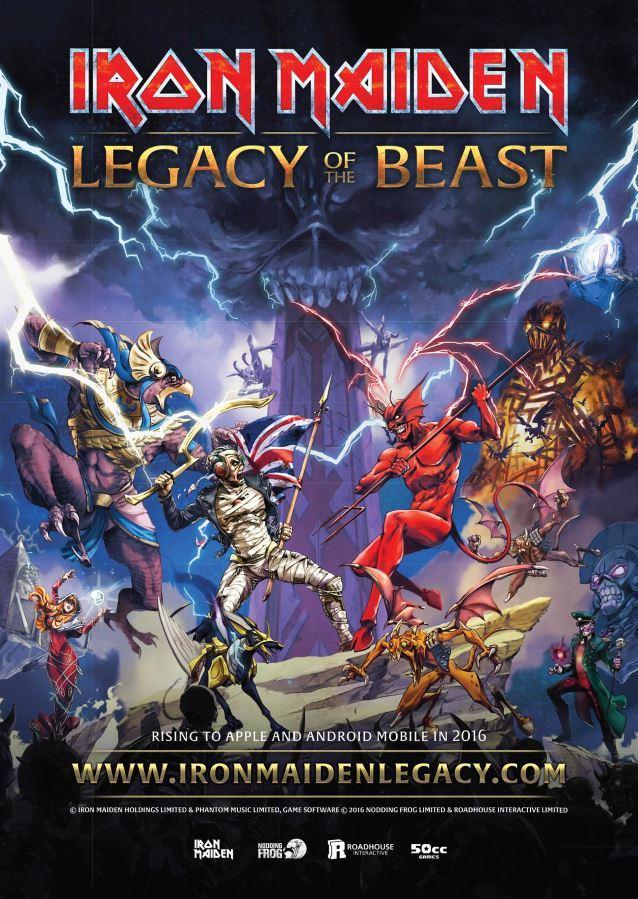 IRON MAIDEN
LEGACY OF THE BEAST
RISING TO APPLE AND ANDROID MOBILE IN 2016
WWW.IRONMAIDENLEGACY.COM
© IRON MAIDEN HOLDINGS LIMITED & PHANTOM MUSIC LIMITED, GAME SOFTWARE © 2016 NODDING FROG LIMITED & ROADHOUSE INTERACTIVE LIMITED
IRON MAIDEN NODDING FROG ROADHOUSE INTERACTIVE 50cc GAMES